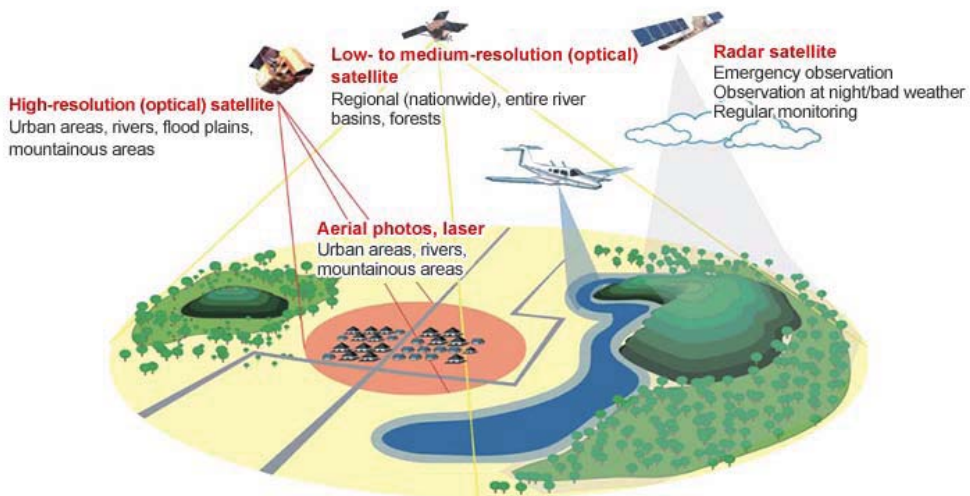 High-resolution (optical) satellite
Urban areas, rivers, flood plains,
mountainous areas
Low- to medium-resolution (optical)
satellite
Regional (nationwide), entire river
basins, forests
Radar satellite
Emergency observation
Observation at night/bad weather
Regular monitoring
Aerial photos, laser
Urban areas, rivers,
mountainous areas